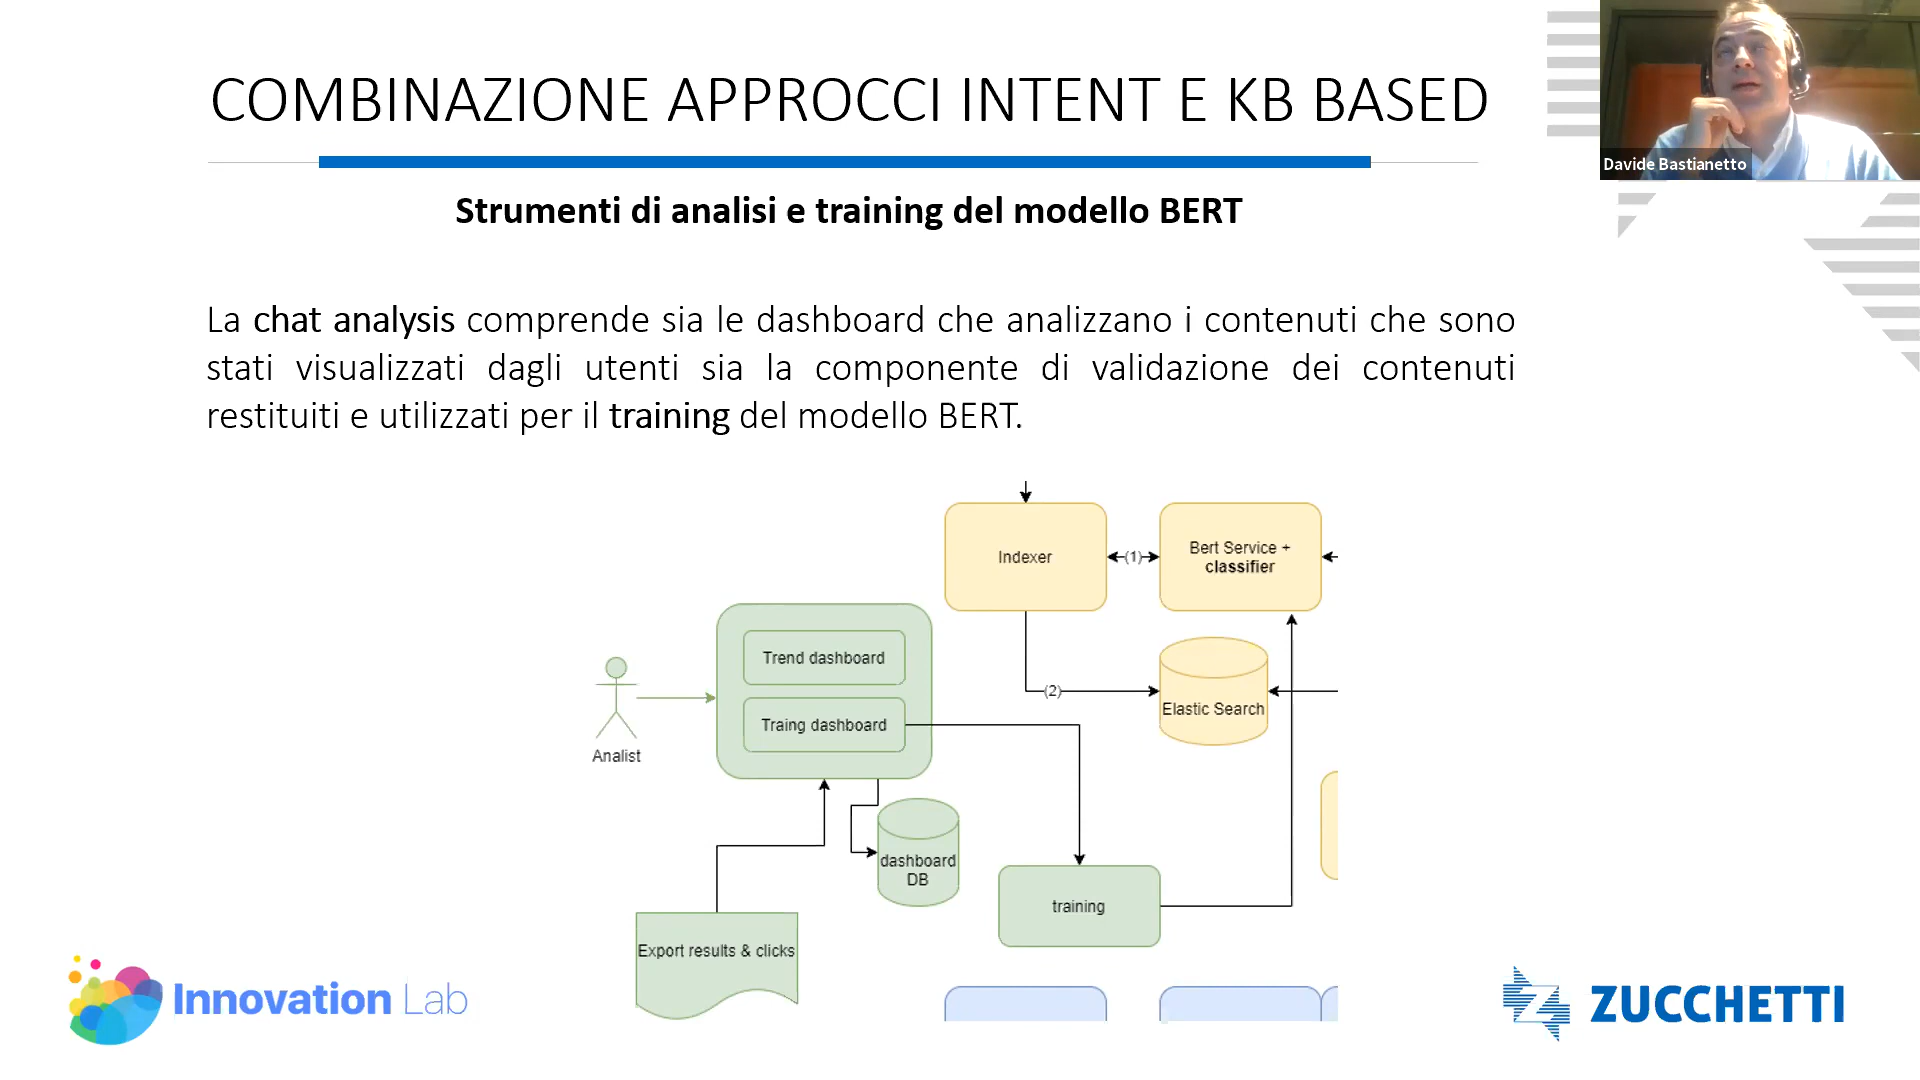 COMBINAZIONE APPROCCI INTENT E KB BASED
Davide Bastianetto
Strumenti di analisi e training del modello BERT
La chat analysis comprende sia le dashboard che analizzano i contenuti che sono
stati visualizzati dagli utenti sia la componente di validazione dei contenuti
restituiti e utilizzati per il training del modello BERT.
Indexer
(1)
Bert Service +
classifier
Trend dashboard
(2)
Elastic Search
Traing dashboard
Analist
dashboard
DB
training
Export results & clicks
Innovation Lab
ZUCCHETTI